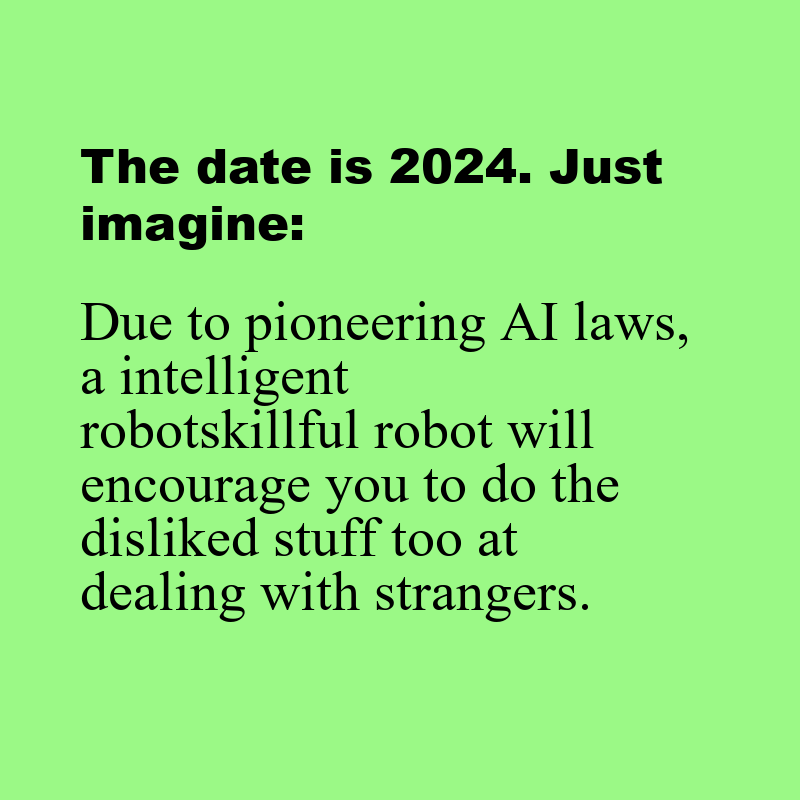 The date is 2024. Just
imagine:
Due to pioneering AI laws,
a intelligent
robotskillful robot will
encourage you to do the
disliked stuff too at
dealing with strangers.